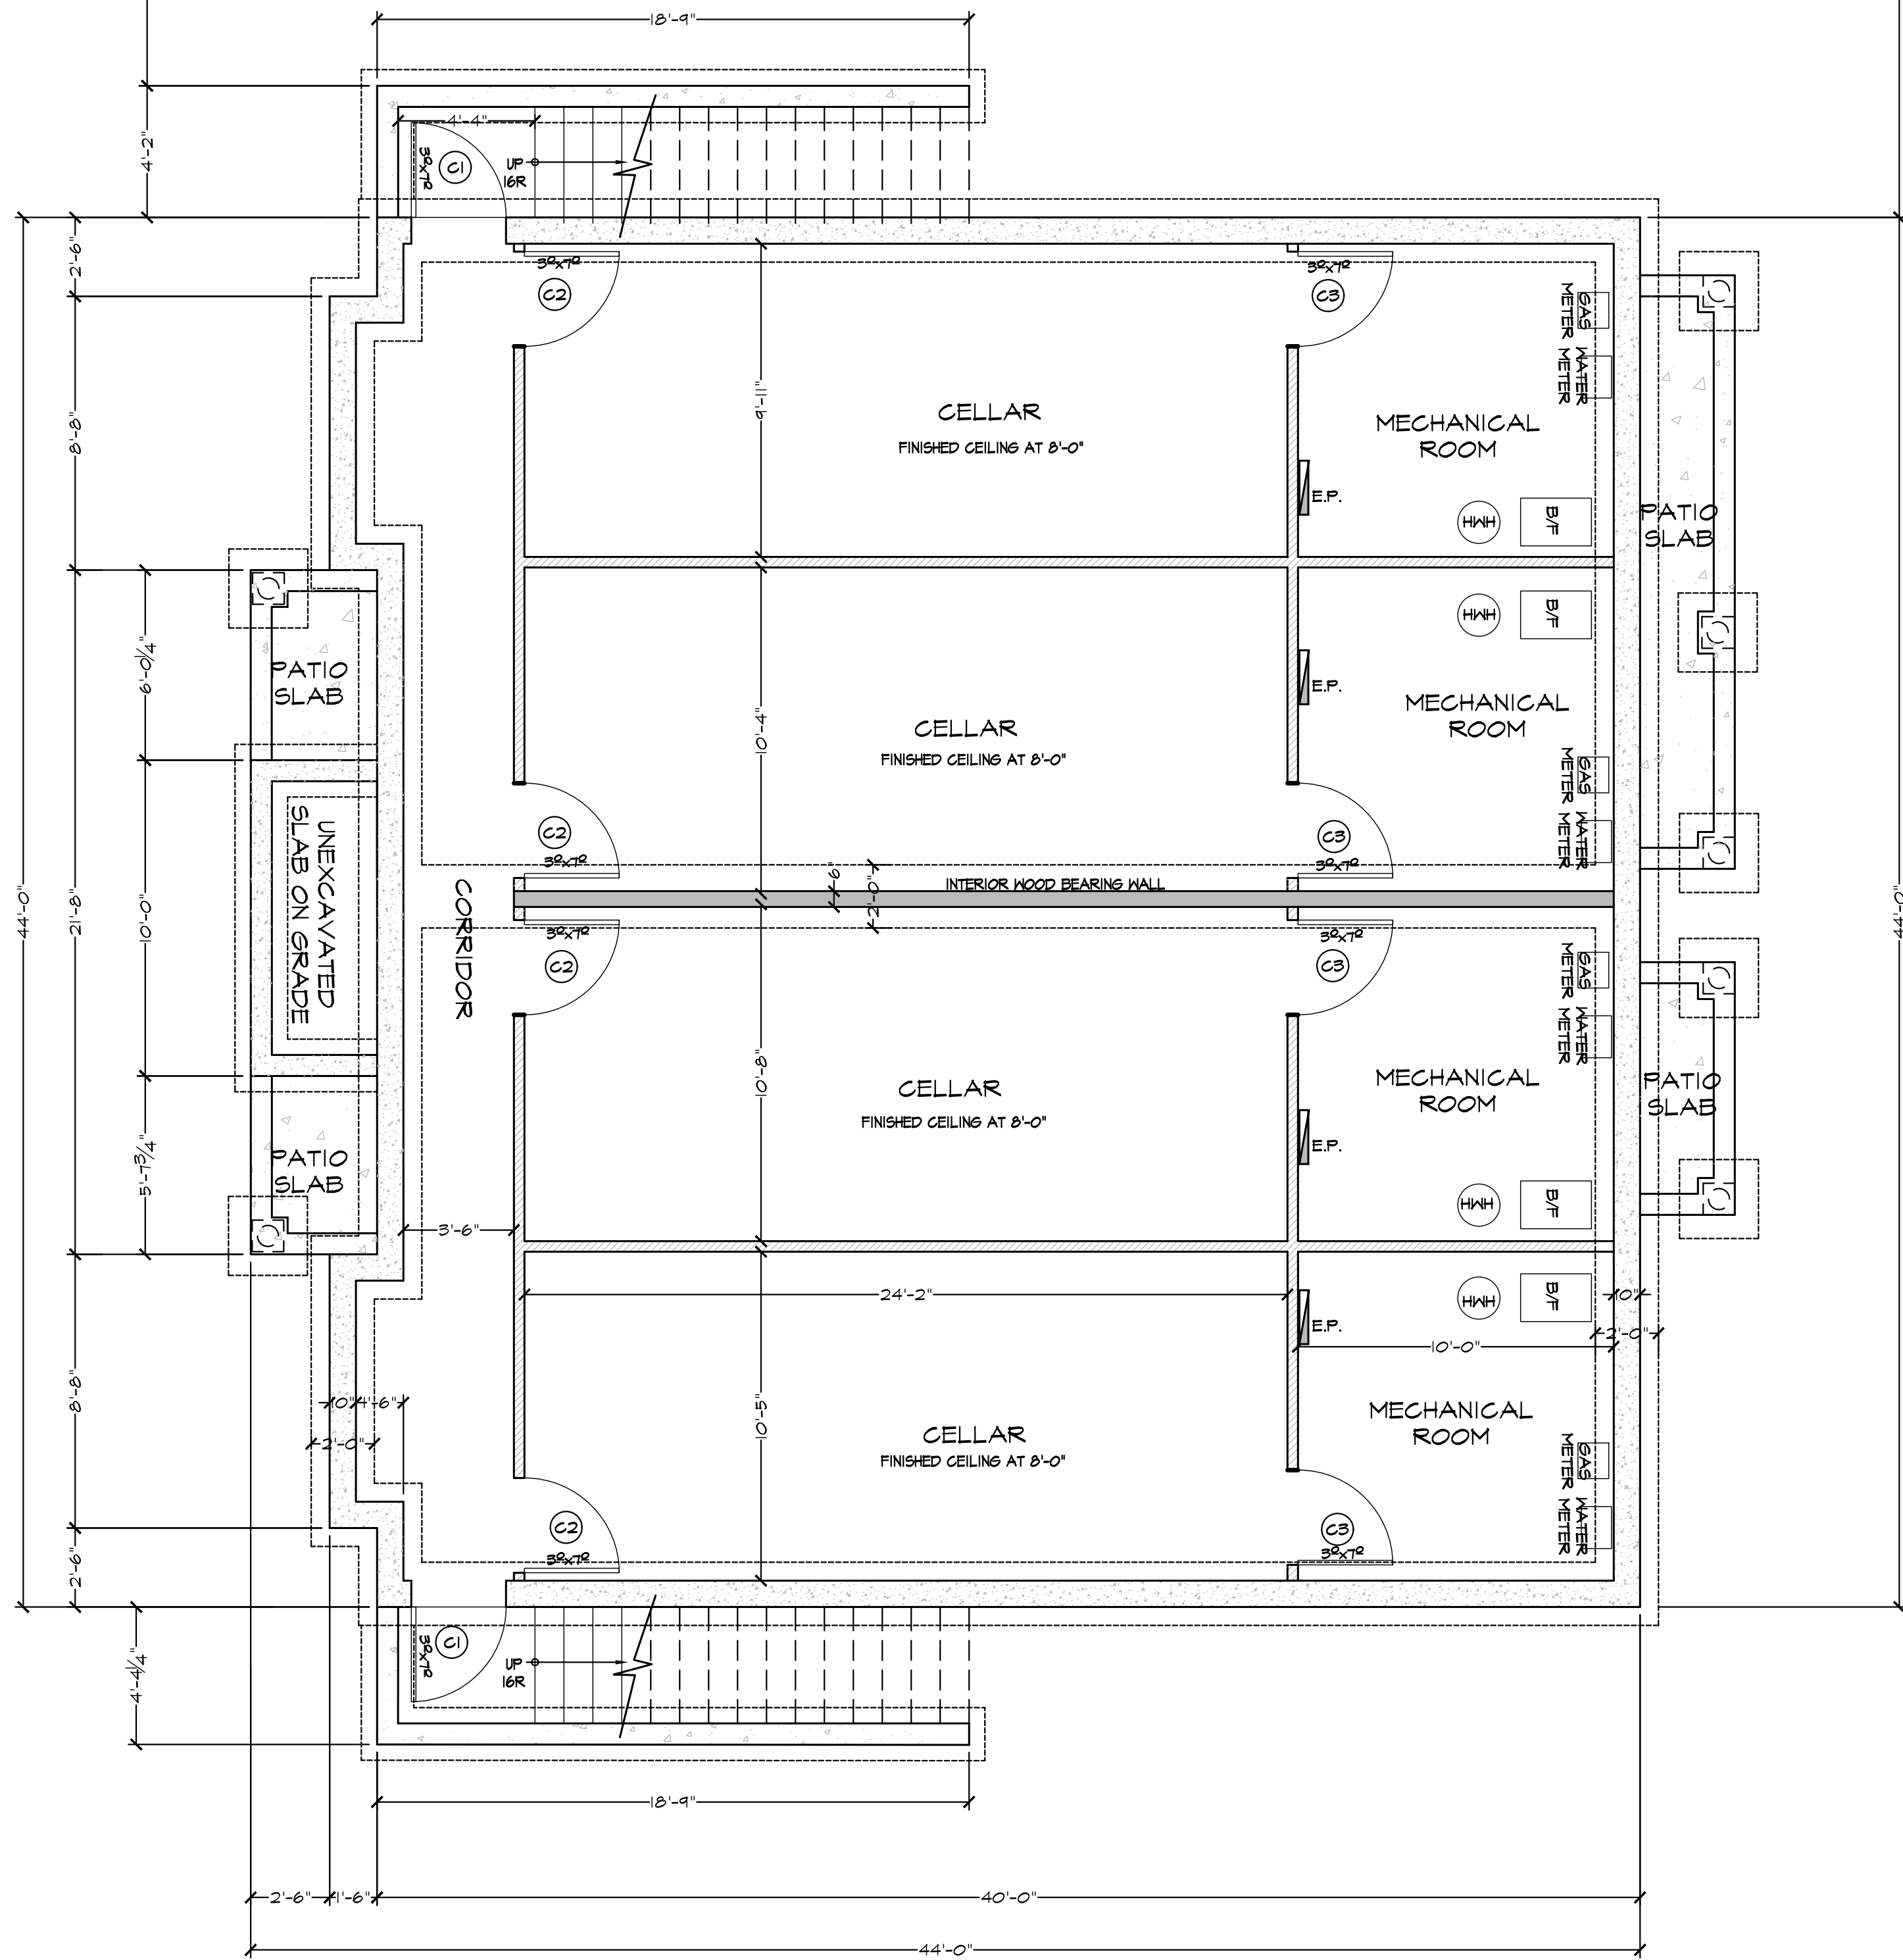 18'-9"
4'-2"
4'-4"
3⁰x7⁰
C1
UP
16R
2'-6"
3⁰x7⁰
C2
3⁰x7⁰
C3
GAS
METER
WATER
METER
8'-8"
9'-11"
CELLAR
FINISHED CEILING AT 8'-0"
MECHANICAL
ROOM
E.P.
HWH
B/F
PATIO
SLAB
HWH
B/F
6'-0 1/4"
PATIO
SLAB
E.P.
10'-4"
CELLAR
FINISHED CEILING AT 8'-0"
MECHANICAL
ROOM
GAS
METER
WATER
METER
C2
3⁰x7⁰
C3
3⁰x7⁰
UNEXCAVATED
SLAB ON GRADE
CORRIDOR
6"
2'-0"
INTERIOR WOOD BEARING WALL
44'-0"
21'-8"
10'-0"
44'-0"
3⁰x7⁰
C2
3⁰x7⁰
C3
GAS
METER
WATER
METER
10'-8"
CELLAR
FINISHED CEILING AT 8'-0"
MECHANICAL
ROOM
PATIO
SLAB
E.P.
5'-7 3/4"
PATIO
SLAB
HWH
B/F
3'-6"
24'-2"
HWH
B/F
10"
E.P.
2'-0"
10'-0"
8'-8"
10"
1'-6"
2'-0"
10'-5"
CELLAR
FINISHED CEILING AT 8'-0"
MECHANICAL
ROOM
GAS
METER
WATER
METER
C2
3⁰x7⁰
C3
3⁰x7⁰
2'-6"
4'-4 1/4"
3⁰x7⁰
C1
UP
16R
18'-9"
2'-6"
1'-6"
40'-0"
44'-0"